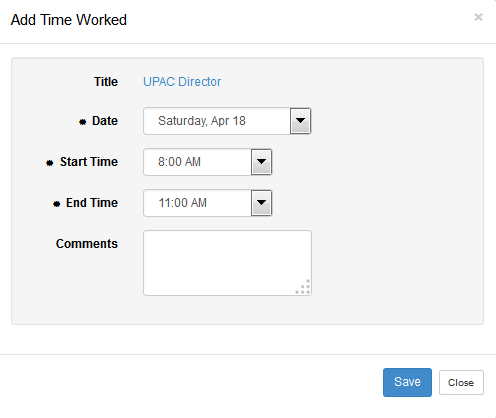 Add Time Worked ×
Title UPAC Director
✸ Date Saturday, Apr 18
✸ Start Time 8:00 AM
✸ End Time 11:00 AM
Comments
Save Close